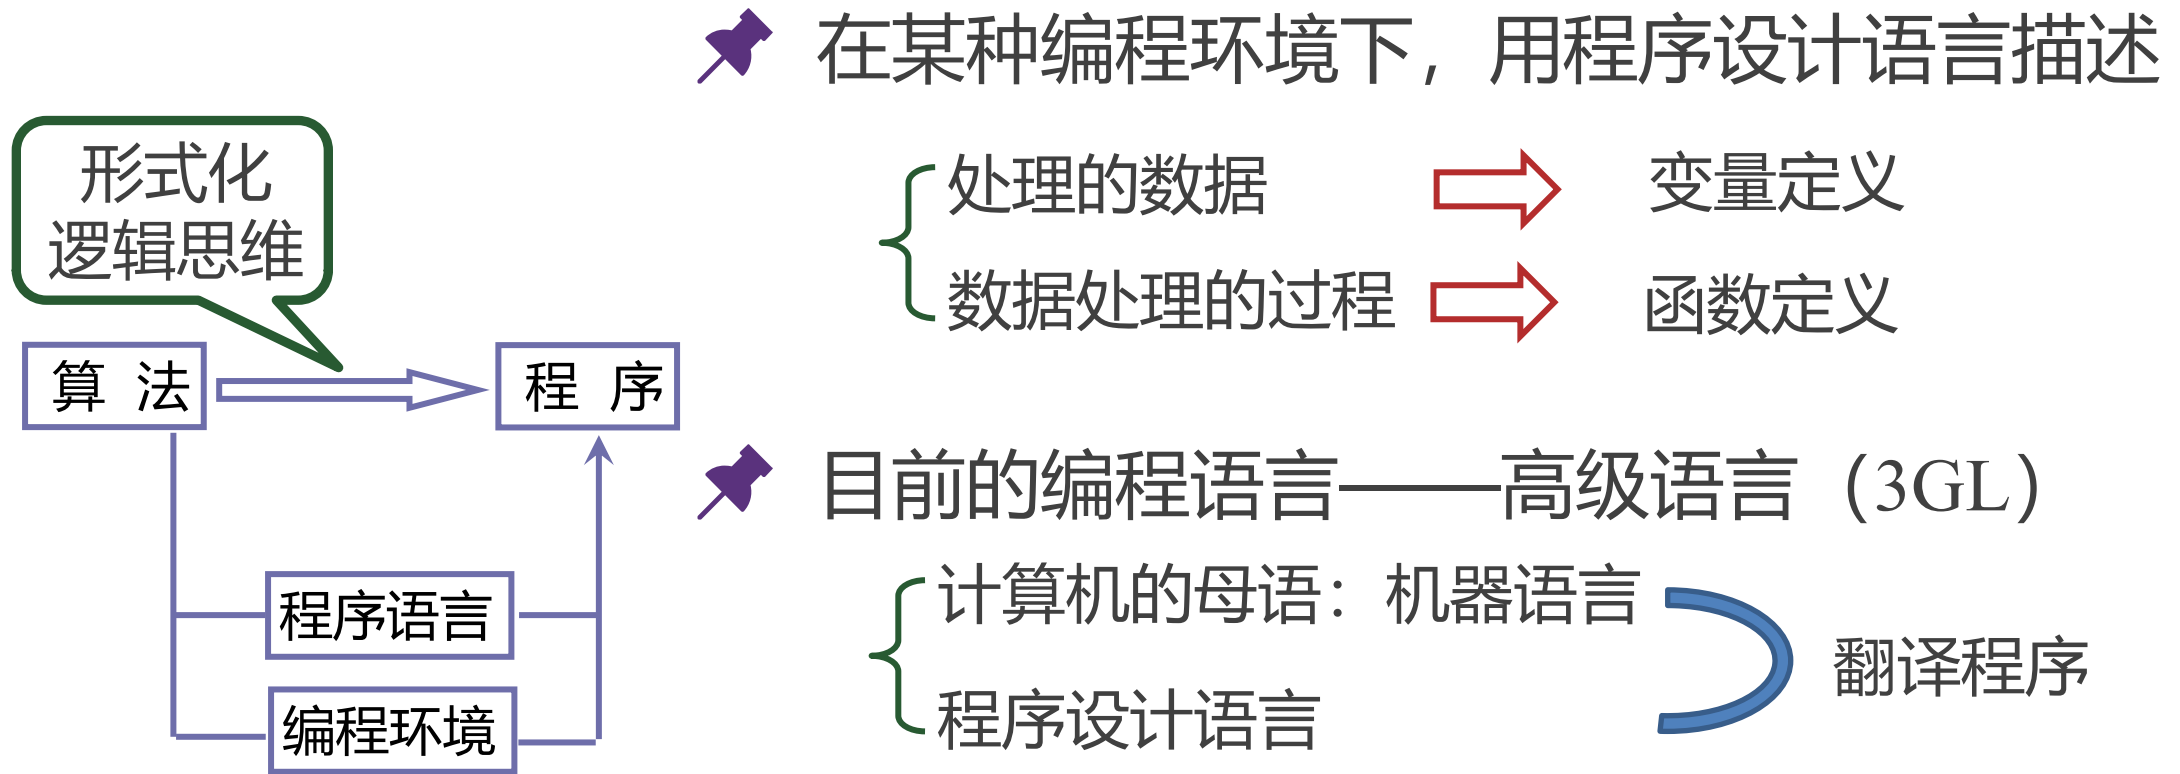 在某种编程环境下，用程序设计语言描述
处理的数据
变量定义
数据处理的过程
函数定义
形式化
逻辑思维
算 法
程 序
程序语言
编程环境
目前的编程语言——高级语言（3GL）
计算机的母语：机器语言
程序设计语言
翻译程序